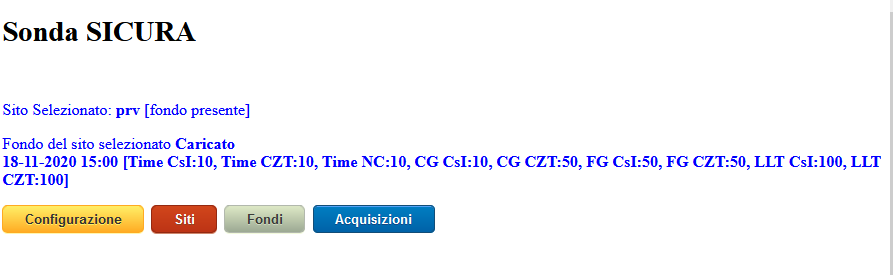 Sonda SICURA
Sito Selezionato: prv [fondo presente]
Fondo del sito selezionato Caricato
18-11-2020 15:00 [Time CsI:10, Time CZT:10, Time NC:10, CG CsI:10, CG CZT:50, FG CsI:50, FG CZT:50, LLT CsI:100, LLT
CZT:100]
Configurazione Siti Fondi Acquisizioni